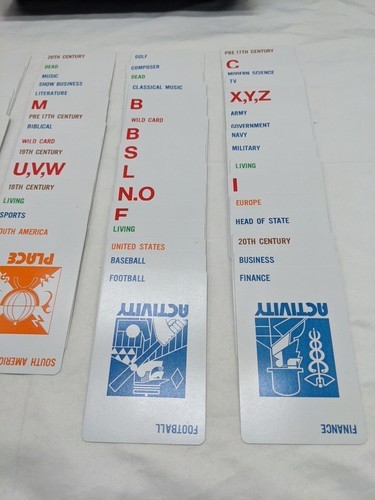 20TH CENTURY
DEAD
MUSIC
SHOW BUSINESS
LITERATURE
M
PRE 17TH CENTURY
BIBLICAL
WILD CARD
19TH CENTURY
U,V,W
18TH CENTURY
LIVING
SPORTS
SOUTH AMERICA
PLACE
SOUTH AMERIC
GOLF
COMPOSER
DEAD
CLASSICAL MUSIC
B
WILD CARD
B
S
L
N.O
F
LIVING
UNITED STATES
BASEBALL
FOOTBALL
ACTIVITY
FOOTBALL
PRE 17TH CENTURY
C
MODERN SCIENCE
TV
X,Y,Z
ARMY
GOVERNMENT
NAVY
MILITARY
LIVING
I
EUROPE
HEAD OF STATE
20TH CENTURY
BUSINESS
FINANCE
ACTIVITY
FINANCE